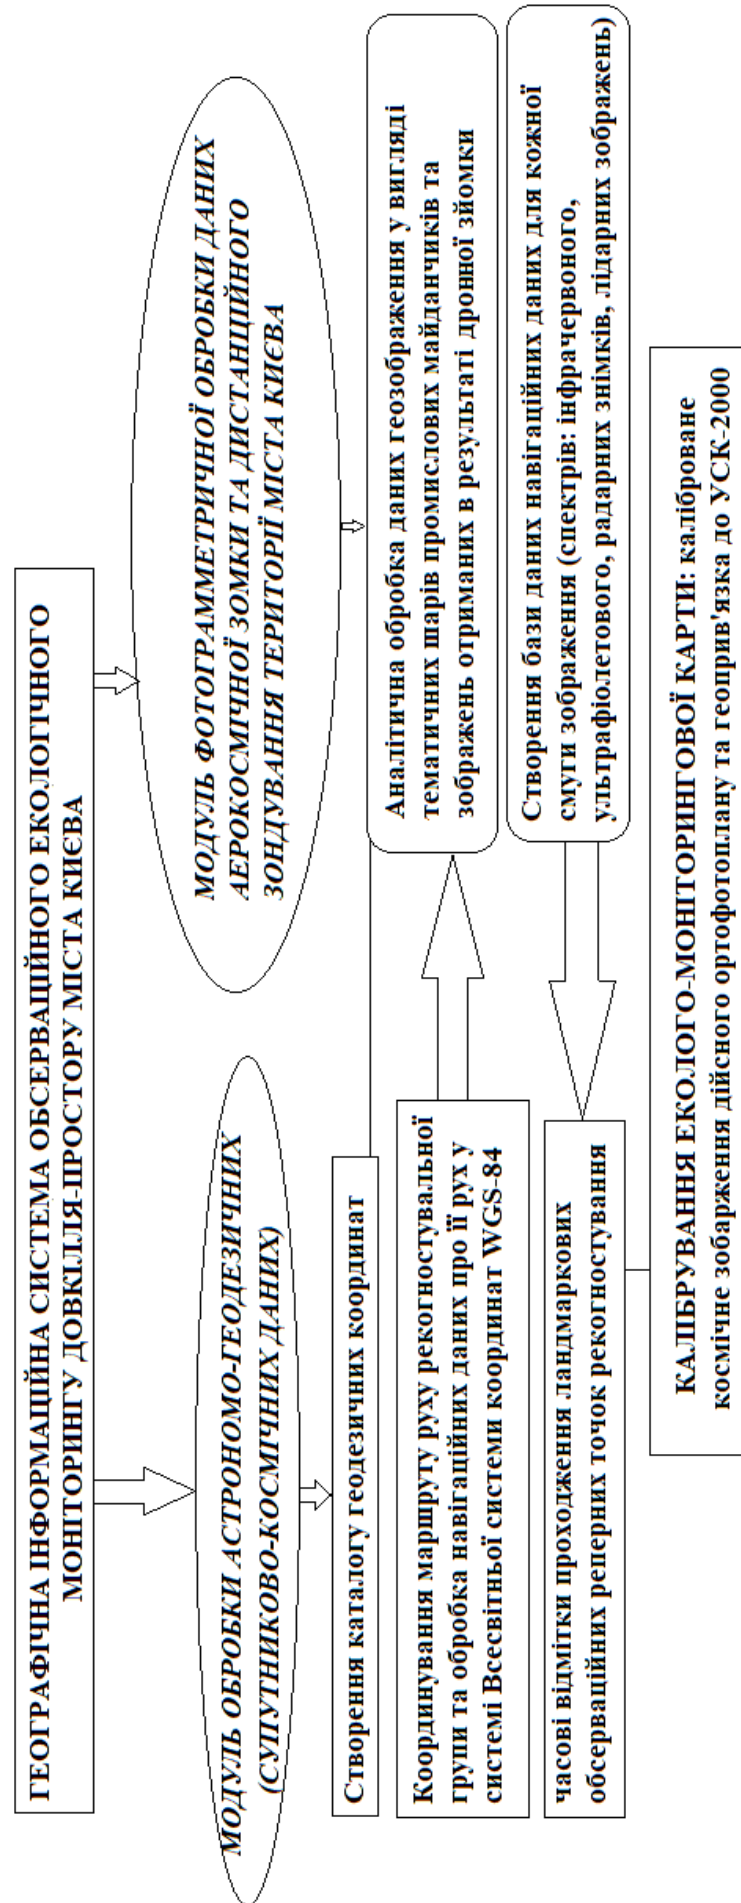 ГЕОГРАФІЧНА ІНФОРМАЦІЙНА СИСТЕМА ОБСЕРВАЦІЙНОГО ЕКОЛОГІЧНОГО
МОНІТОРИНГУ ДОВКІЛЛЯ-ПРОСТОРУ МІСТА КИЄВА
МОДУЛЬ ОБРОБКИ АСТРОНОМО-ГЕОДЕЗИЧНИХ
(СУПУТНИКОВО-КОСМІЧНИХ ДАНИХ)
МОДУЛЬ ФОТОГРАММЕТРИЧНОЇ ОБРОБКИ ДАНИХ
АЕРОКОСМІЧНОЇ ЗОМКИ ТА ДИСТАНЦІЙНОГО
ЗОНДУВАННЯ ТЕРИТОРІЇ МІСТА КИЄВА
Створення каталогу геодезичних координат
Аналітична обробка даних геозображення у вигляді
тематичних шарів промислових майданчиків та
зображень отриманих в результаті дронної зйомки
Координування маршруту руху рекогностувальної
групи та обробка навігаційних даних про її рух у
системі Всесвітньої системи координат WGS-84
Створення бази даних навігаційних даних для кожної
смуги зображення (спектрів: інфрачервоного,
ультрафіолетового, радарних знімків, лідарних зображень)
часові відмітки проходження ландмаркових
обсерваційних реперних точок рекогностування
КАЛІБРУВАННЯ ЕКОЛОГО-МОНІТОРИНГОВОЇ КАРТИ: каліброване
космічне зобарження дійсного ортофотоплану та геоприв'язка до УСК-2000